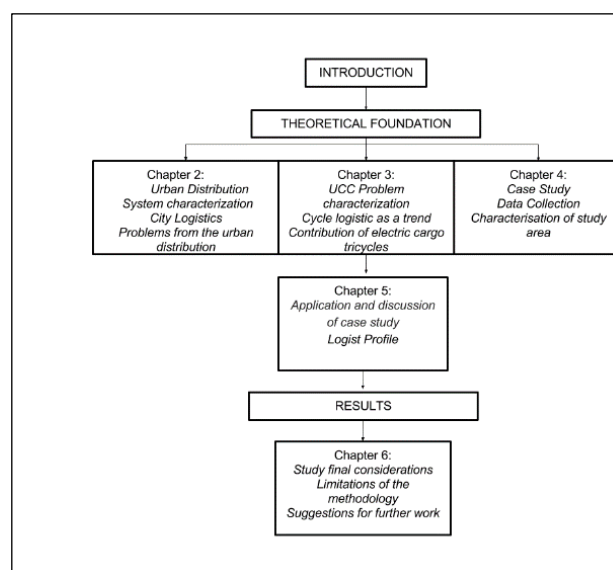 INTRODUCTION
THEORETICAL FOUNDATION
Chapter 2:
Urban Distribution
System characterization
City Logistics
Problems from the urban
distribution
Chapter 3:
UCC Problem
characterization
Cycle logistic as a trend
Contribution of electric cargo
tricycles
Chapter 4:
Case Study
Data Collection
Characterisation of study
area
Chapter 5:
Application and discussion
of case study
Logist Profile
RESULTS
Chapter 6:
Study final considerations
Limitations of the
methodology
Suggestions for further work